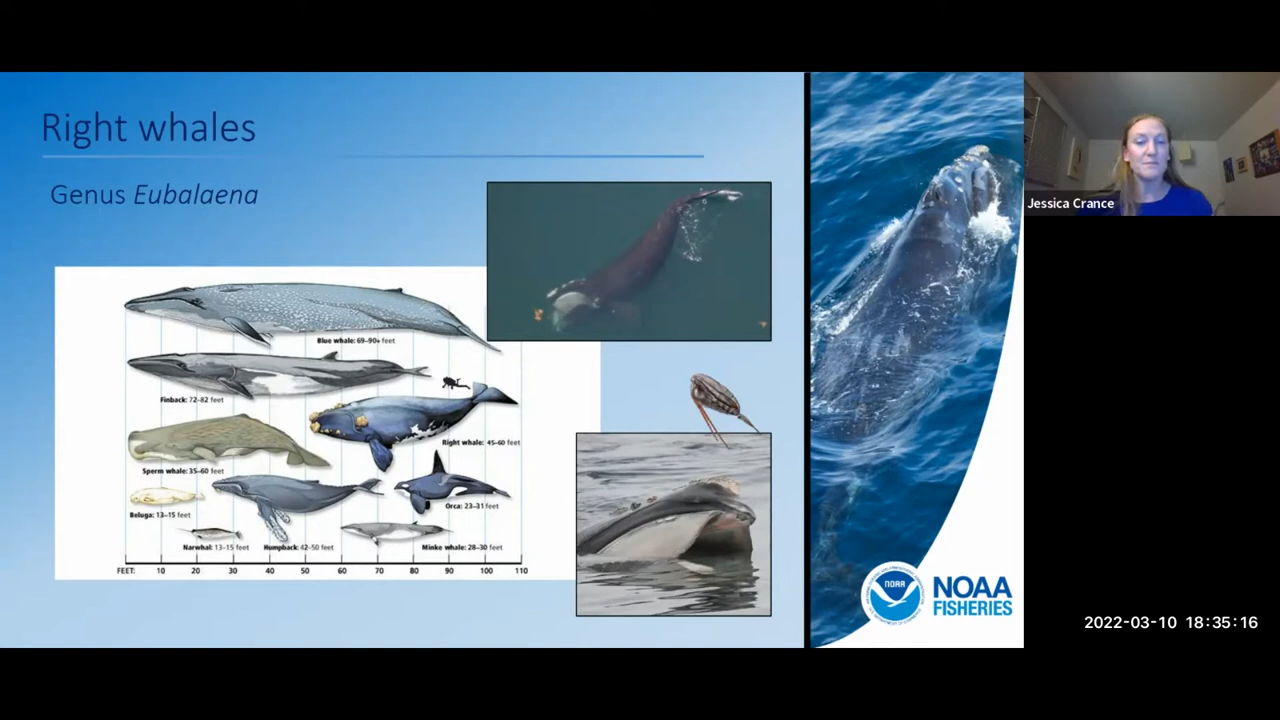 Right whales
Genus Eubalaena
Blue whale: 69-90+ feet
Finback: 72-82 feet
Right whale: 45-60 feet
Sperm whale: 35-60 feet
Orca: 23-31 feet
Beluga: 13-15 feet
Narwhal: 13-15 feet
Humpback: 42-50 feet
Minke whale: 28-30 feet
FEET: 10 20 30 40 50 60 70 80 90 100 110
NOAA
NOAA
FISHERIES
Jessica Crance
2022-03-10 18:35:16